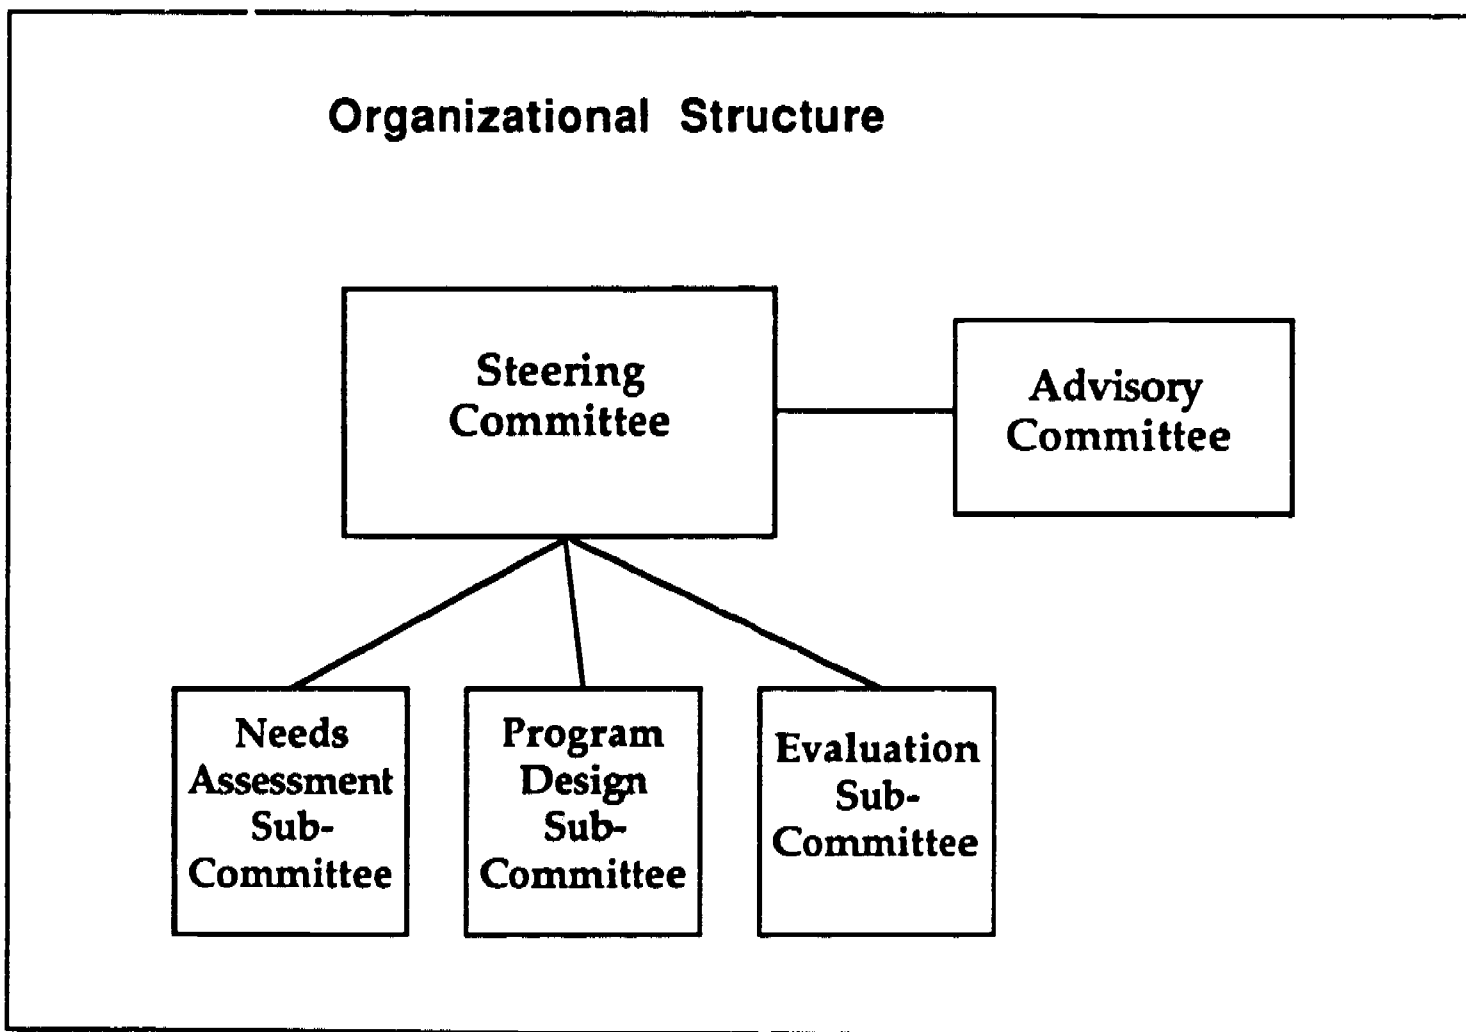 Organizational Structure
Steering
Committee
Advisory
Committee
Needs
Assessment
Sub-
Committee
Program
Design
Sub-
Committee
Evaluation
Sub-
Committee